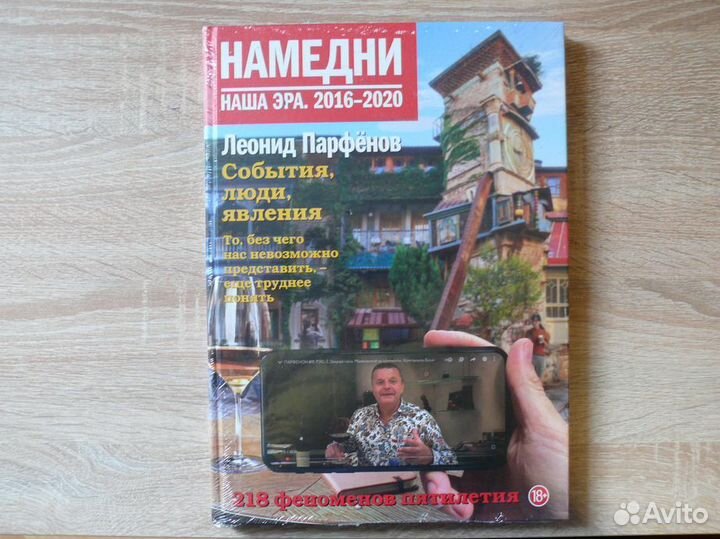 НАМЕДНИ
НАША ЭРА. 2016–2020
Леонид Парфёнов
События,
люди,
явления
То, без чего
нас невозможно
представить, –
еще труднее
понять
218 феноменов пятилетия
18+
Avito